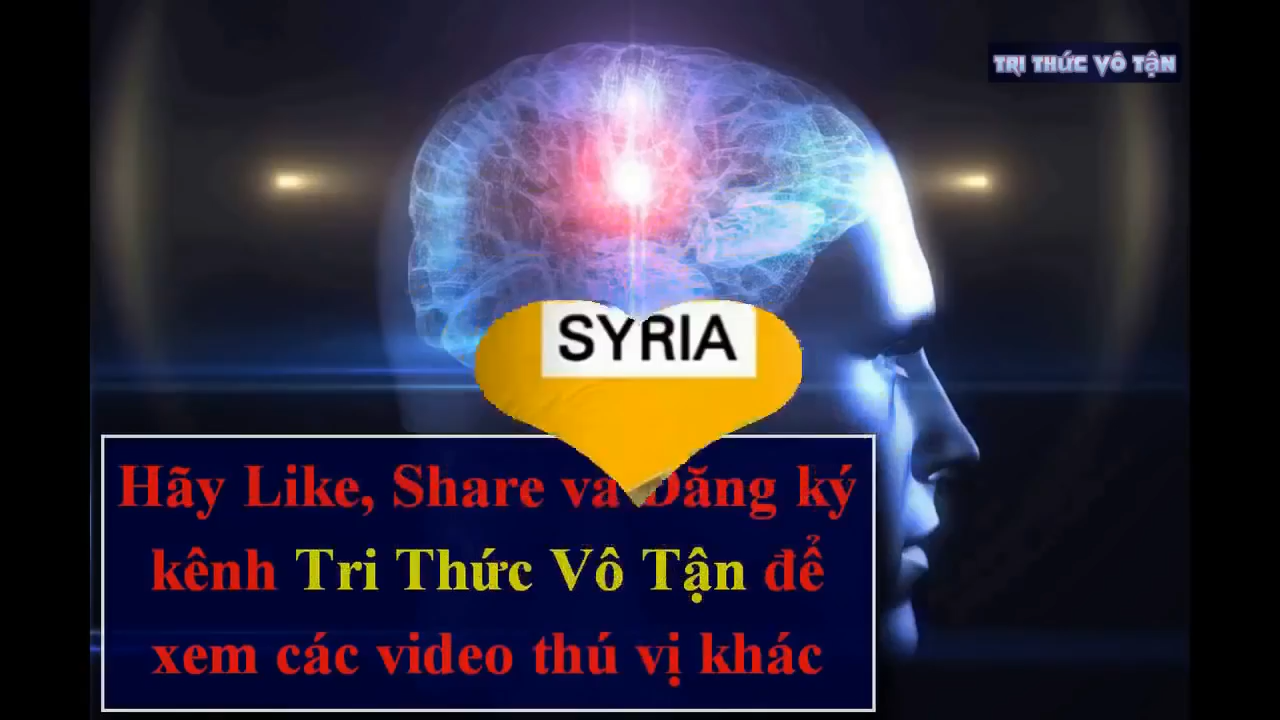 TRI THỨC VÔ TẬN
SYRIA
Hãy Like, Share và Đăng ký
kênh Tri Thức Vô Tận để
xem các video thú vị khác